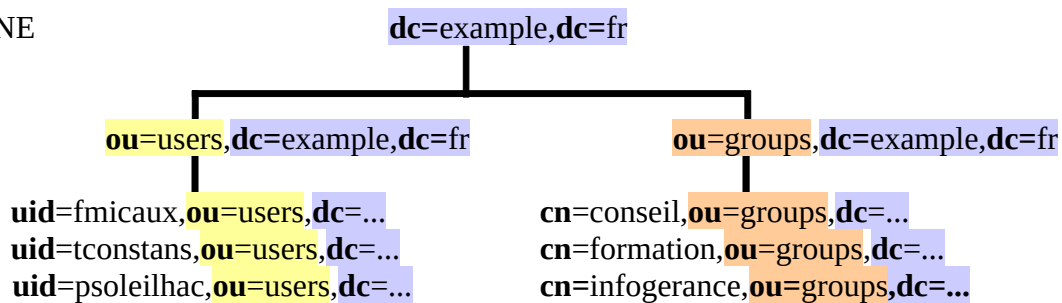 NE
dc=example,dc=fr
ou=users,dc=example,dc=fr
ou=groups,dc=example,dc=fr
uid=fmicaux,ou=users,dc=...
cn=conseil,ou=groups,dc=...
uid=tconstans,ou=users,dc=...
cn=formation,ou=groups,dc=...
uid=psoleilhac,ou=users,dc=...
cn=infogerance,ou=groups,dc=...